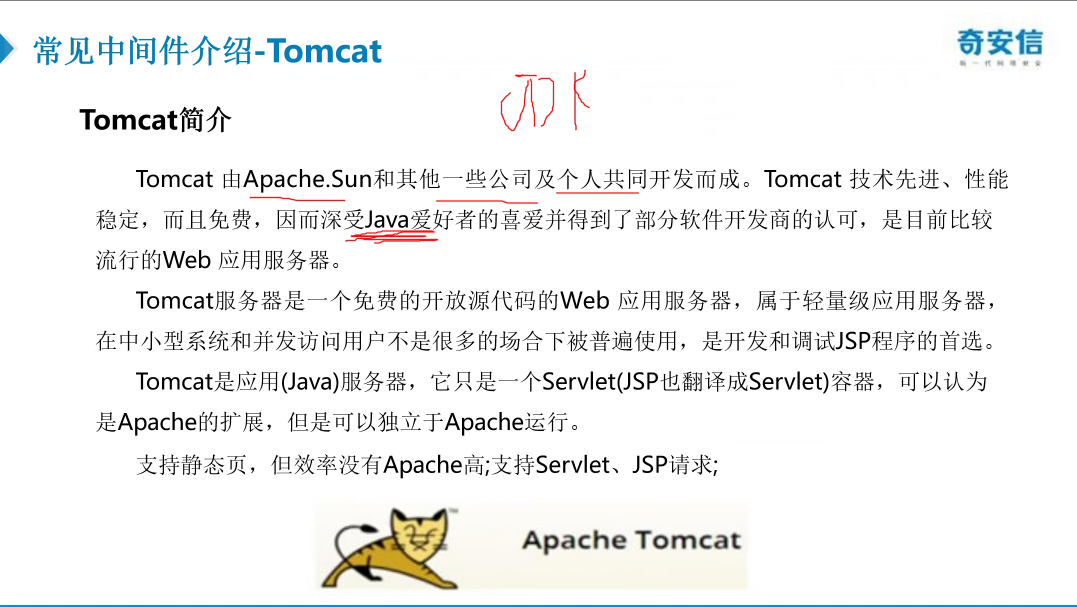 常见中间件介绍-Tomcat
奇安信
新一代网络安全
JDK
Tomcat简介
Tomcat 由Apache.Sun和其他一些公司及个人共同开发而成。Tomcat 技术先进、性能
稳定，而且免费，因而深受Java爱好者的喜爱并得到了部分软件开发商的认可，是目前比较
流行的Web 应用服务器。
Tomcat服务器是一个免费的开放源代码的Web 应用服务器，属于轻量级应用服务器，
在中小型系统和并发访问用户不是很多的场合下被普遍使用，是开发和调试JSP程序的首选。
Tomcat是应用(Java)服务器，它只是一个Servlet(JSP也翻译成Servlet)容器，可以认为
是Apache的扩展，但是可以独立于Apache运行。
支持静态页，但效率没有Apache高;支持Servlet、JSP请求;
Apache Tomcat
TM